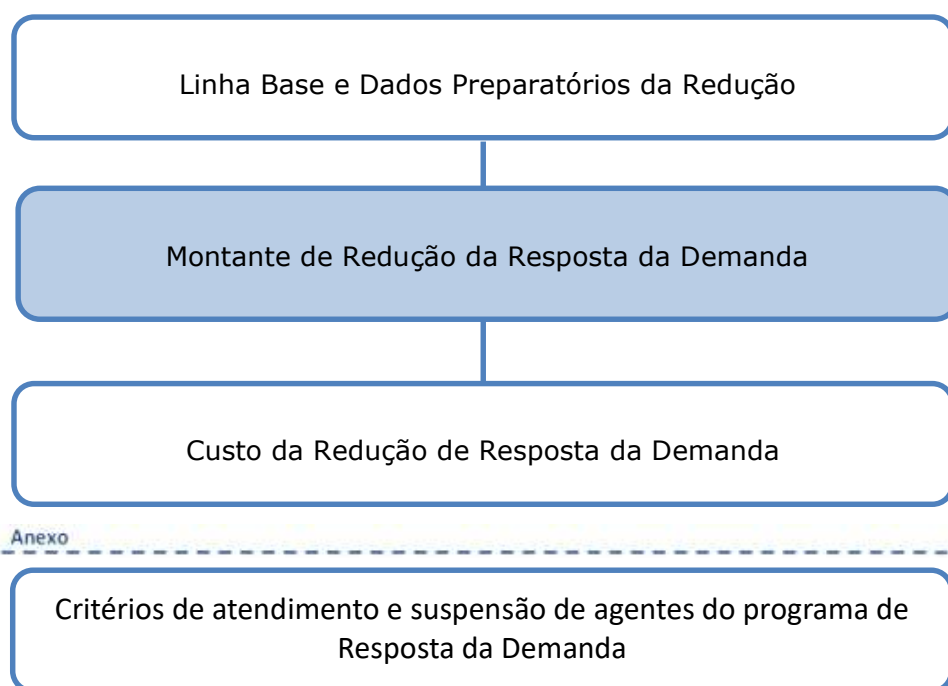 Linha Base e Dados Preparatórios da Redução
Montante de Redução da Resposta da Demanda
Custo da Redução de Resposta da Demanda
Anexo
Critérios de atendimento e suspensão de agentes do programa de
Resposta da Demanda